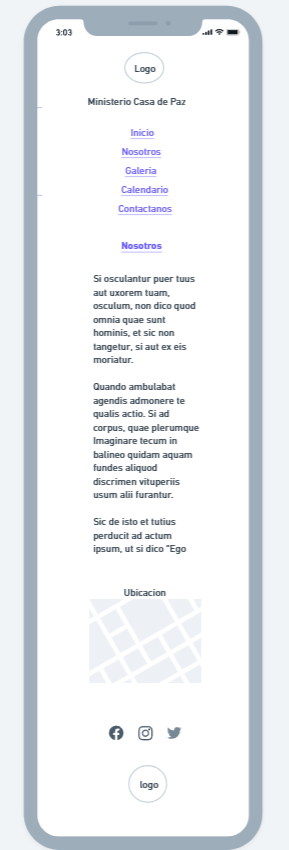 3:03
Logo
Ministerio Casa de Paz
Inicio
Nosotros
Galeria
Calendario
Contactanos
Nosotros
Si osculantur puer tuus
aut uxorem tuam,
osculum, non dico quod
omnia quae sunt
hominis, et sic non
tangetur, si aut ex eis
moriatur.
Quando ambulabat
agendis admonere te
qualis actio. Si ad
corpus, quae plerumque
Imaginare tecum in
balineo quidam aquam
fundes aliquod
discrimen vituperiis
usum alii furantur.
Sic de isto et tutius
perducit ad actum
ipsum, ut si dico "Ego
Ubicacion
logo